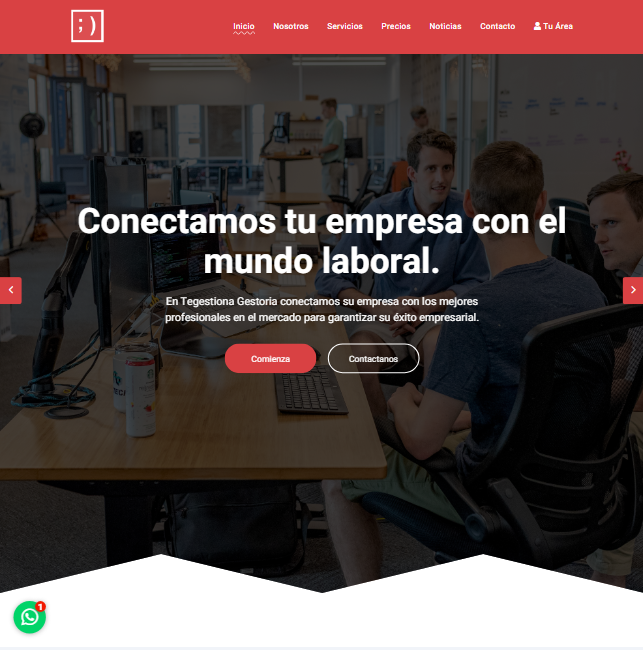 ;)
Inicio Nosotros Servicios Precios Noticias Contacto Tu Área
Conectamos tu empresa con el
mundo laboral.
En Tegestiona Gestoria conectamos su empresa con los mejores
profesionales en el mercado para garantizar su éxito empresarial.
Comienza Contactanos
1